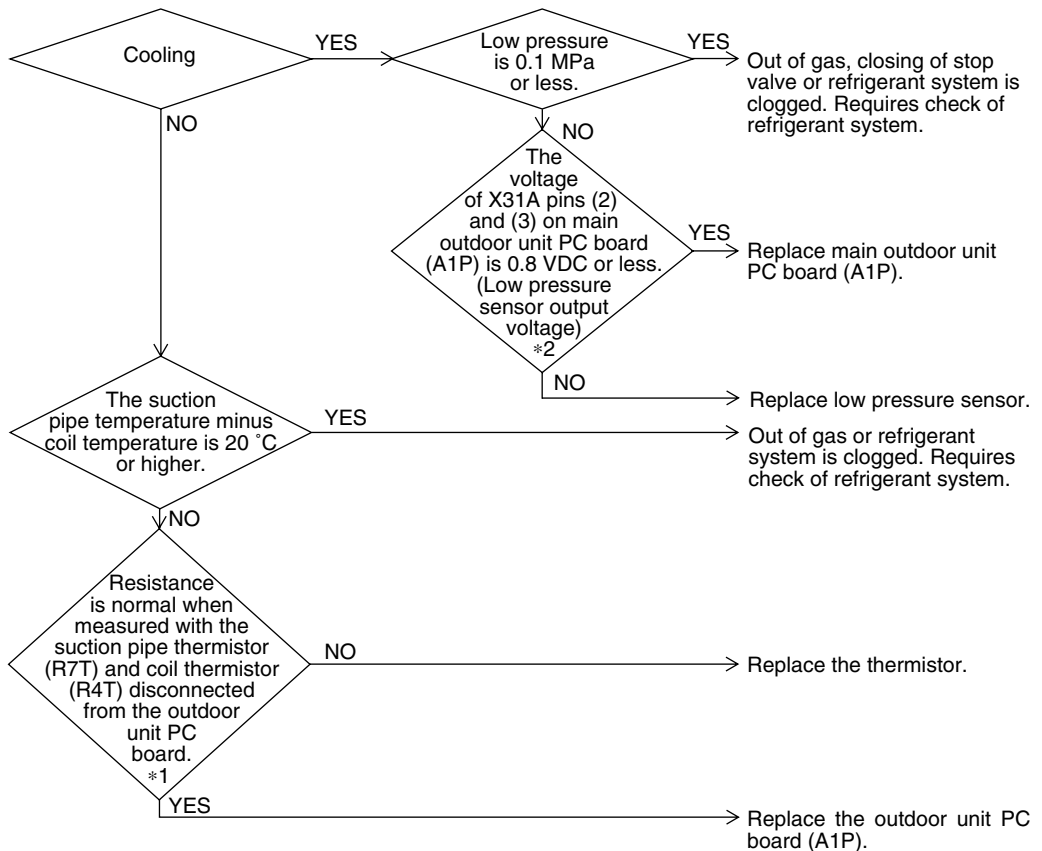 Cooling
YES
Low pressure
is 0.1 MPa
or less.
YES
Out of gas, closing of stop
valve or refrigerant system is
clogged. Requires check of
refrigerant system.
NO
NO
The
voltage
of X31A pins (2)
and (3) on main
outdoor unit PC board
(A1P) is 0.8 VDC or less.
(Low pressure
sensor output
voltage)
*2
YES
Replace main outdoor unit
PC board (A1P).
NO
Replace low pressure sensor.
The suction
pipe temperature minus
coil temperature is 20 ˚C
or higher.
YES
Out of gas or refrigerant
system is clogged. Requires
check of refrigerant system.
NO
Resistance
is normal when
measured with the
suction pipe thermistor
(R7T) and coil thermistor
(R4T) disconnected
from the outdoor
unit PC
board.
*1
NO
Replace the thermistor.
YES
Replace the outdoor unit PC
board (A1P).